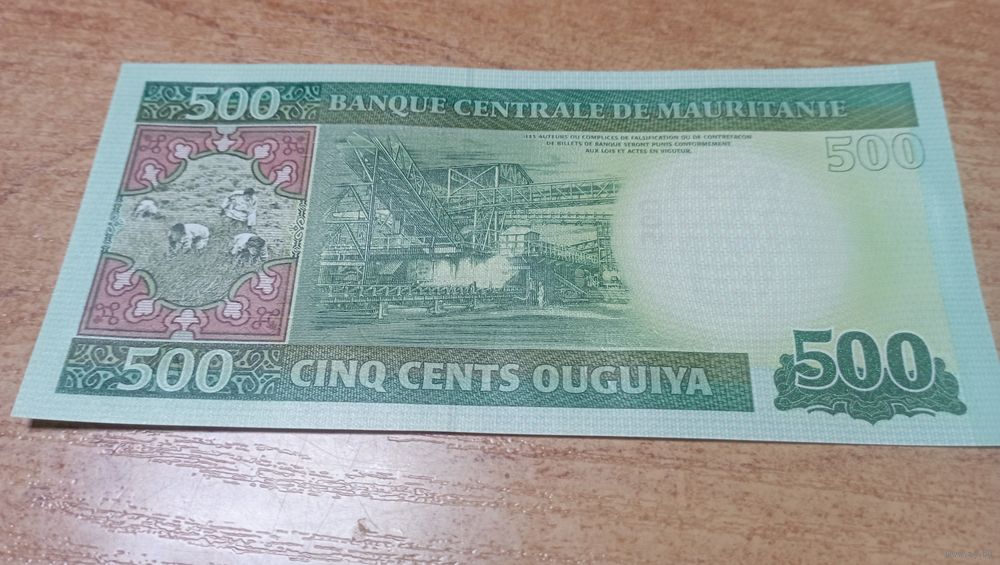 500 BANQUE CENTRALE DE MAURITANIE
LES AUTEURS OU COMPLICES DE FALSIFICATION OU DE CONTREFACON
DE BILLETS DE BANQUE SERONT PUNIS CONFORMEMENT
AUX LOIS ET ACTES EN VIGUEUR.
500
500 CINQ CENTS OUGUIYA
500